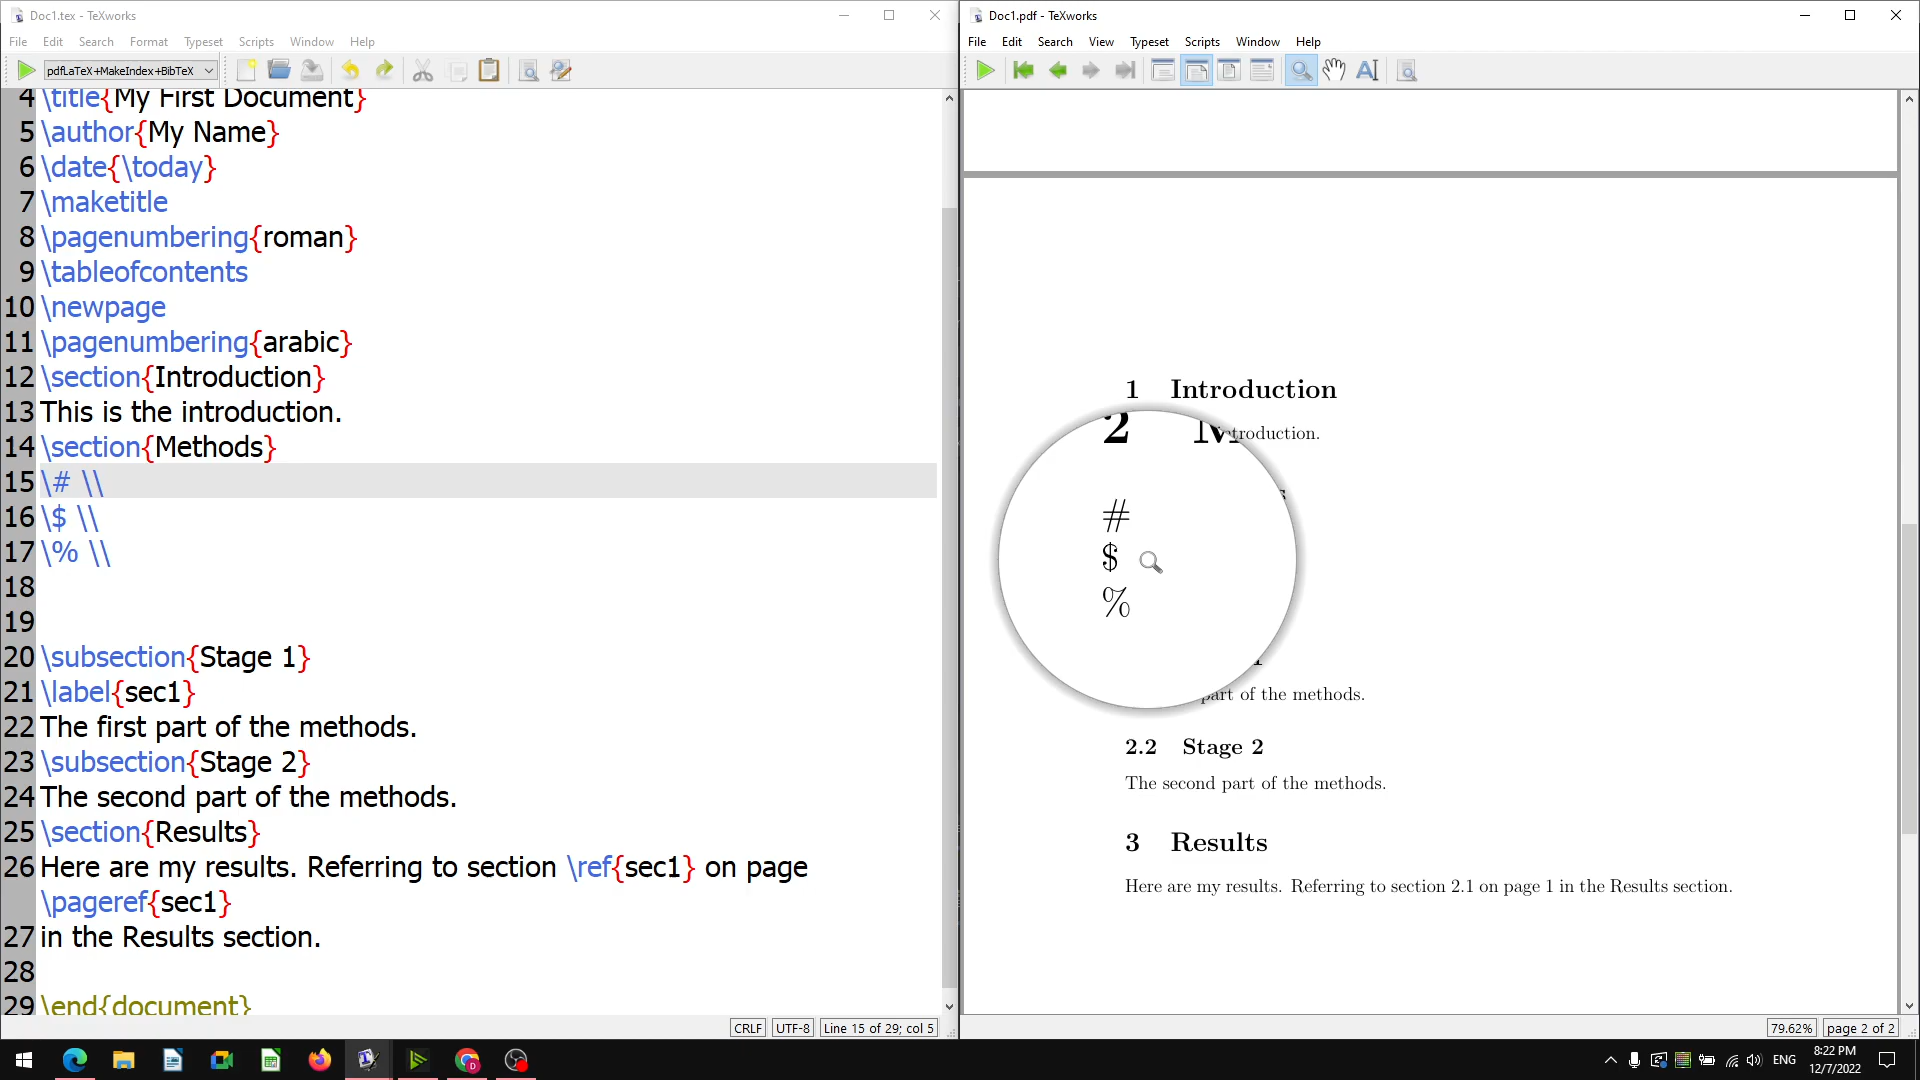 Doc1.tex - TeXworks
File Edit Search Format Typeset Scripts Window Help
pdfLaTeX+MakeIndex+BibTeX
4 \title{My First Document}
5 \author{My Name}
6 \date{\today}
7 \maketitle
8 \pagenumbering{roman}
9 \tableofcontents
10 \newpage
11 \pagenumbering{arabic}
12 \section{Introduction}
13 This is the introduction.
14 \section{Methods}
15 \# \\
16 \$ \\
17 \% \\
18
19
20 \subsection{Stage 1}
21 \label{sec1}
22 The first part of the methods.
23 \subsection{Stage 2}
24 The second part of the methods.
25 \section{Results}
26 Here are my results. Referring to section \ref{sec1} on page
\pageref{sec1}
27 in the Results section.
28
29 \end{document}
CRLF UTF-8 Line 15 of 29; col 5
Doc1.pdf - TeXworks
File Edit Search View Typeset Scripts Window Help
1 Introduction
introduction.
2 M
#
$
%
part of the methods.
2.2 Stage 2
The second part of the methods.
3 Results
Here are my results. Referring to section 2.1 on page 1 in the Results section.
79.62% page 2 of 2
ENG
8:22 PM
12/7/2022